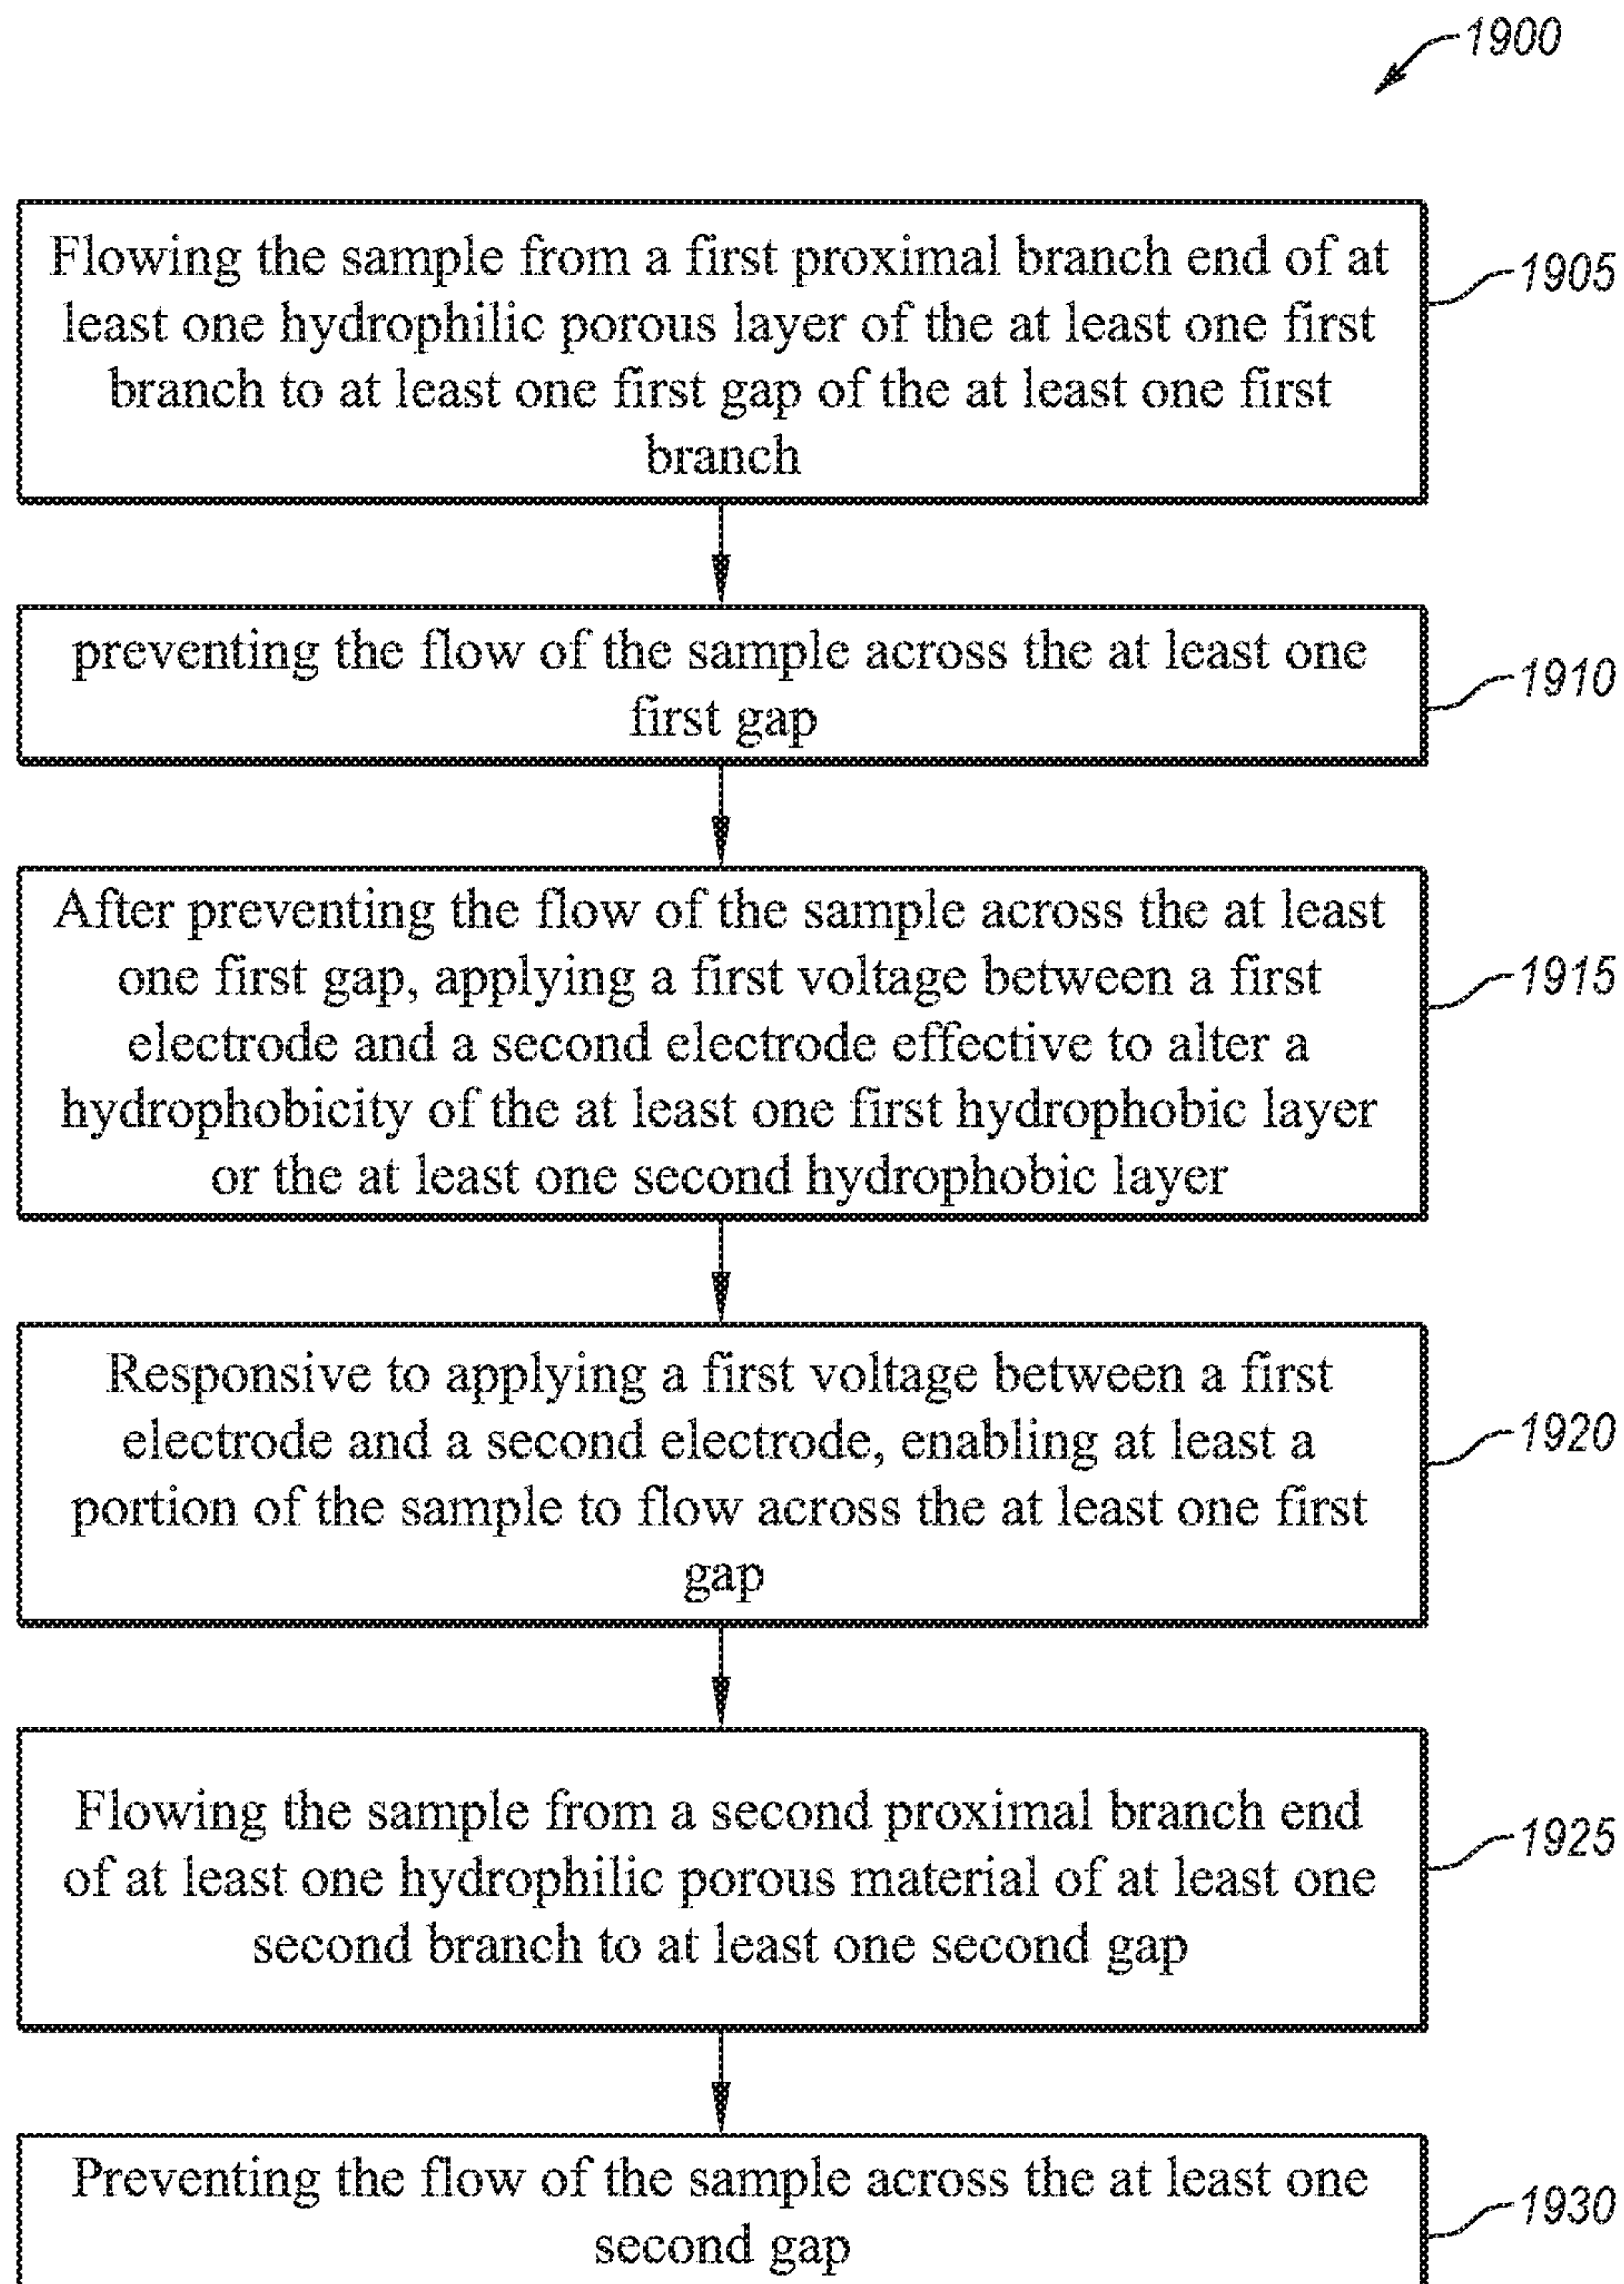 1900
Flowing the sample from a first proximal branch end of at
least one hydrophilic porous layer of the at least one first
branch to at least one first gap of the at least one first
branch
1905
preventing the flow of the sample across the at least one
first gap
1910
After preventing the flow of the sample across the at least
one first gap, applying a first voltage between a first
electrode and a second electrode effective to alter a
hydrophobicity of the at least one first hydrophobic layer
or the at least one second hydrophobic layer
1915
Responsive to applying a first voltage between a first
electrode and a second electrode, enabling at least a
portion of the sample to flow across the at least one first
gap
1920
Flowing the sample from a second proximal branch end
of at least one hydrophilic porous material of at least one
second branch to at least one second gap
1925
Preventing the flow of the sample across the at least one
second gap
1930